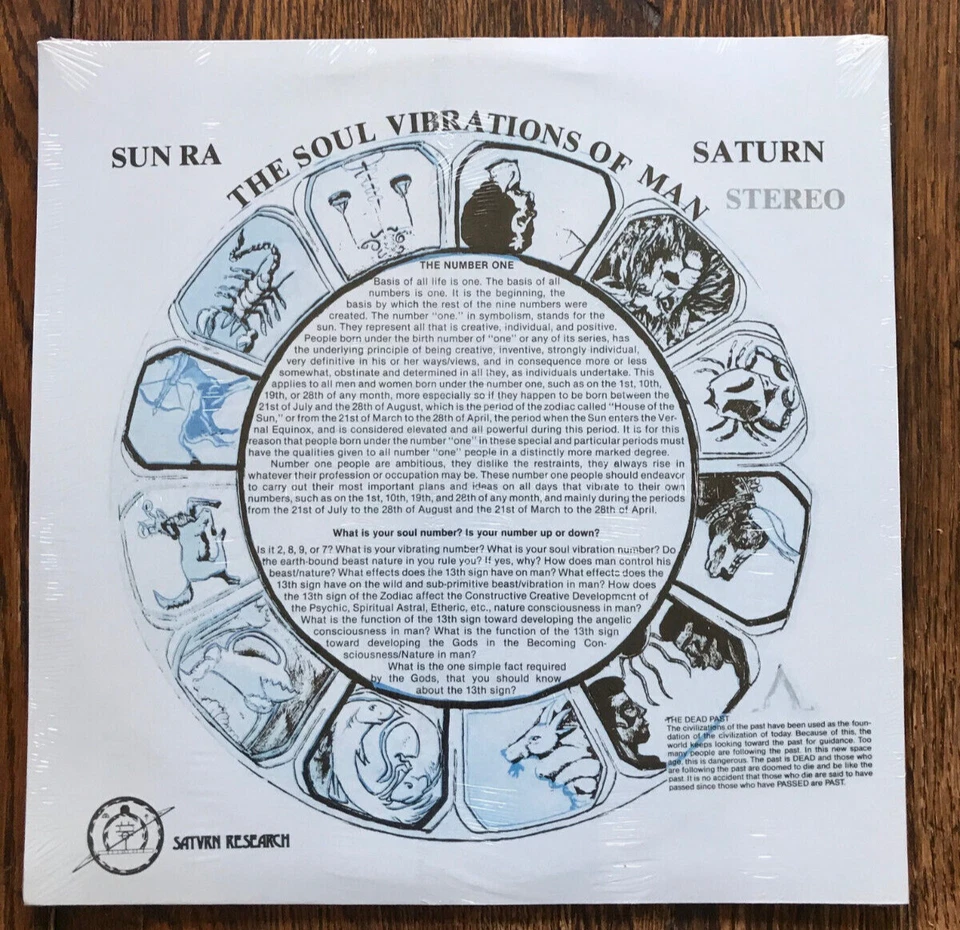 SUN RA
THE SOUL VIBRATIONS OF MAN
SATURN
STEREO
THE NUMBER ONE
Basis of all life is one. The basis of all
numbers is one. It is the beginning, the
basis by which the rest of the nine numbers were
created. The number "one." in symbolism, stands for the
sun. They represent all that is creative, individual, and positive.
People born under the birth number of "one" or any of its series, has
the underlying principle of being creative, inventive, strongly individual,
very definitive in his or her ways/views, and in consequence more or less
somewhat, obstinate and determined in all they, as individuals undertake. This
applies to all men and women born under the number one, such as on the 1st, 10th,
19th, or 28th of any month, more especially so if they happen to be born between the
21st of July and the 28th of August, which is the period of the zodiac called "House of the
Sun," or from the 21st of March to the 28th of April, the period when the Sun enters the Ver-
nal Equinox, and is considered elevated and all powerful during this period. It is for this
reason that people born under the number "one" in these special and particular periods must
have the qualities given to all number "one" people in a distinctly more marked degree.
Number one people are ambitious, they dislike the restraints, they always rise in
whatever their profession or occupation may be. These number one people should endeavor
to carry out their most important plans and ideas on all days that vibrate to their own
numbers, such as on the 1st, 10th, 19th, and 28th of any month, and mainly during the periods
from the 21st of July to the 28th of August and the 21st of March to the 28th of April.
What is your soul number? Is your number up or down?
Is it 2, 8, 9, or 7? What is your vibrating number? What is your soul vibration number? Do
the earth-bound beast nature in you rule you? If yes, why? How does man control his
beast/nature? What effects does the 13th sign have on man? What effects does the
13th sign have on the wild and sub-primitive beast/vibration in man? How does
the 13th sign of the Zodiac affect the Constructive Creative Development of
the Psychic, Spiritual Astral, Etheric, etc., nature consciousness in man?
What is the function of the 13th sign toward developing the angelic
consciousness in man? What is the function of the 13th sign
toward developing the Gods in the Becoming Con-
sciousness/Nature in man?
What is the one simple fact required
by the Gods, that you should know
about the 13th sign?
THE DEAD PAST
The civilizations of the past have been used as the foun-
dation of the civilization of today. Because of this, the
world keeps looking toward the past for guidance. Too
many people are following the past. In this new space
age, this is dangerous. The past is DEAD and those who
are following the past are doomed to die and be like the
past. It is no accident that those who die are said to have
passed since those who have PASSED are PAST.
SATVRN RESEARCH